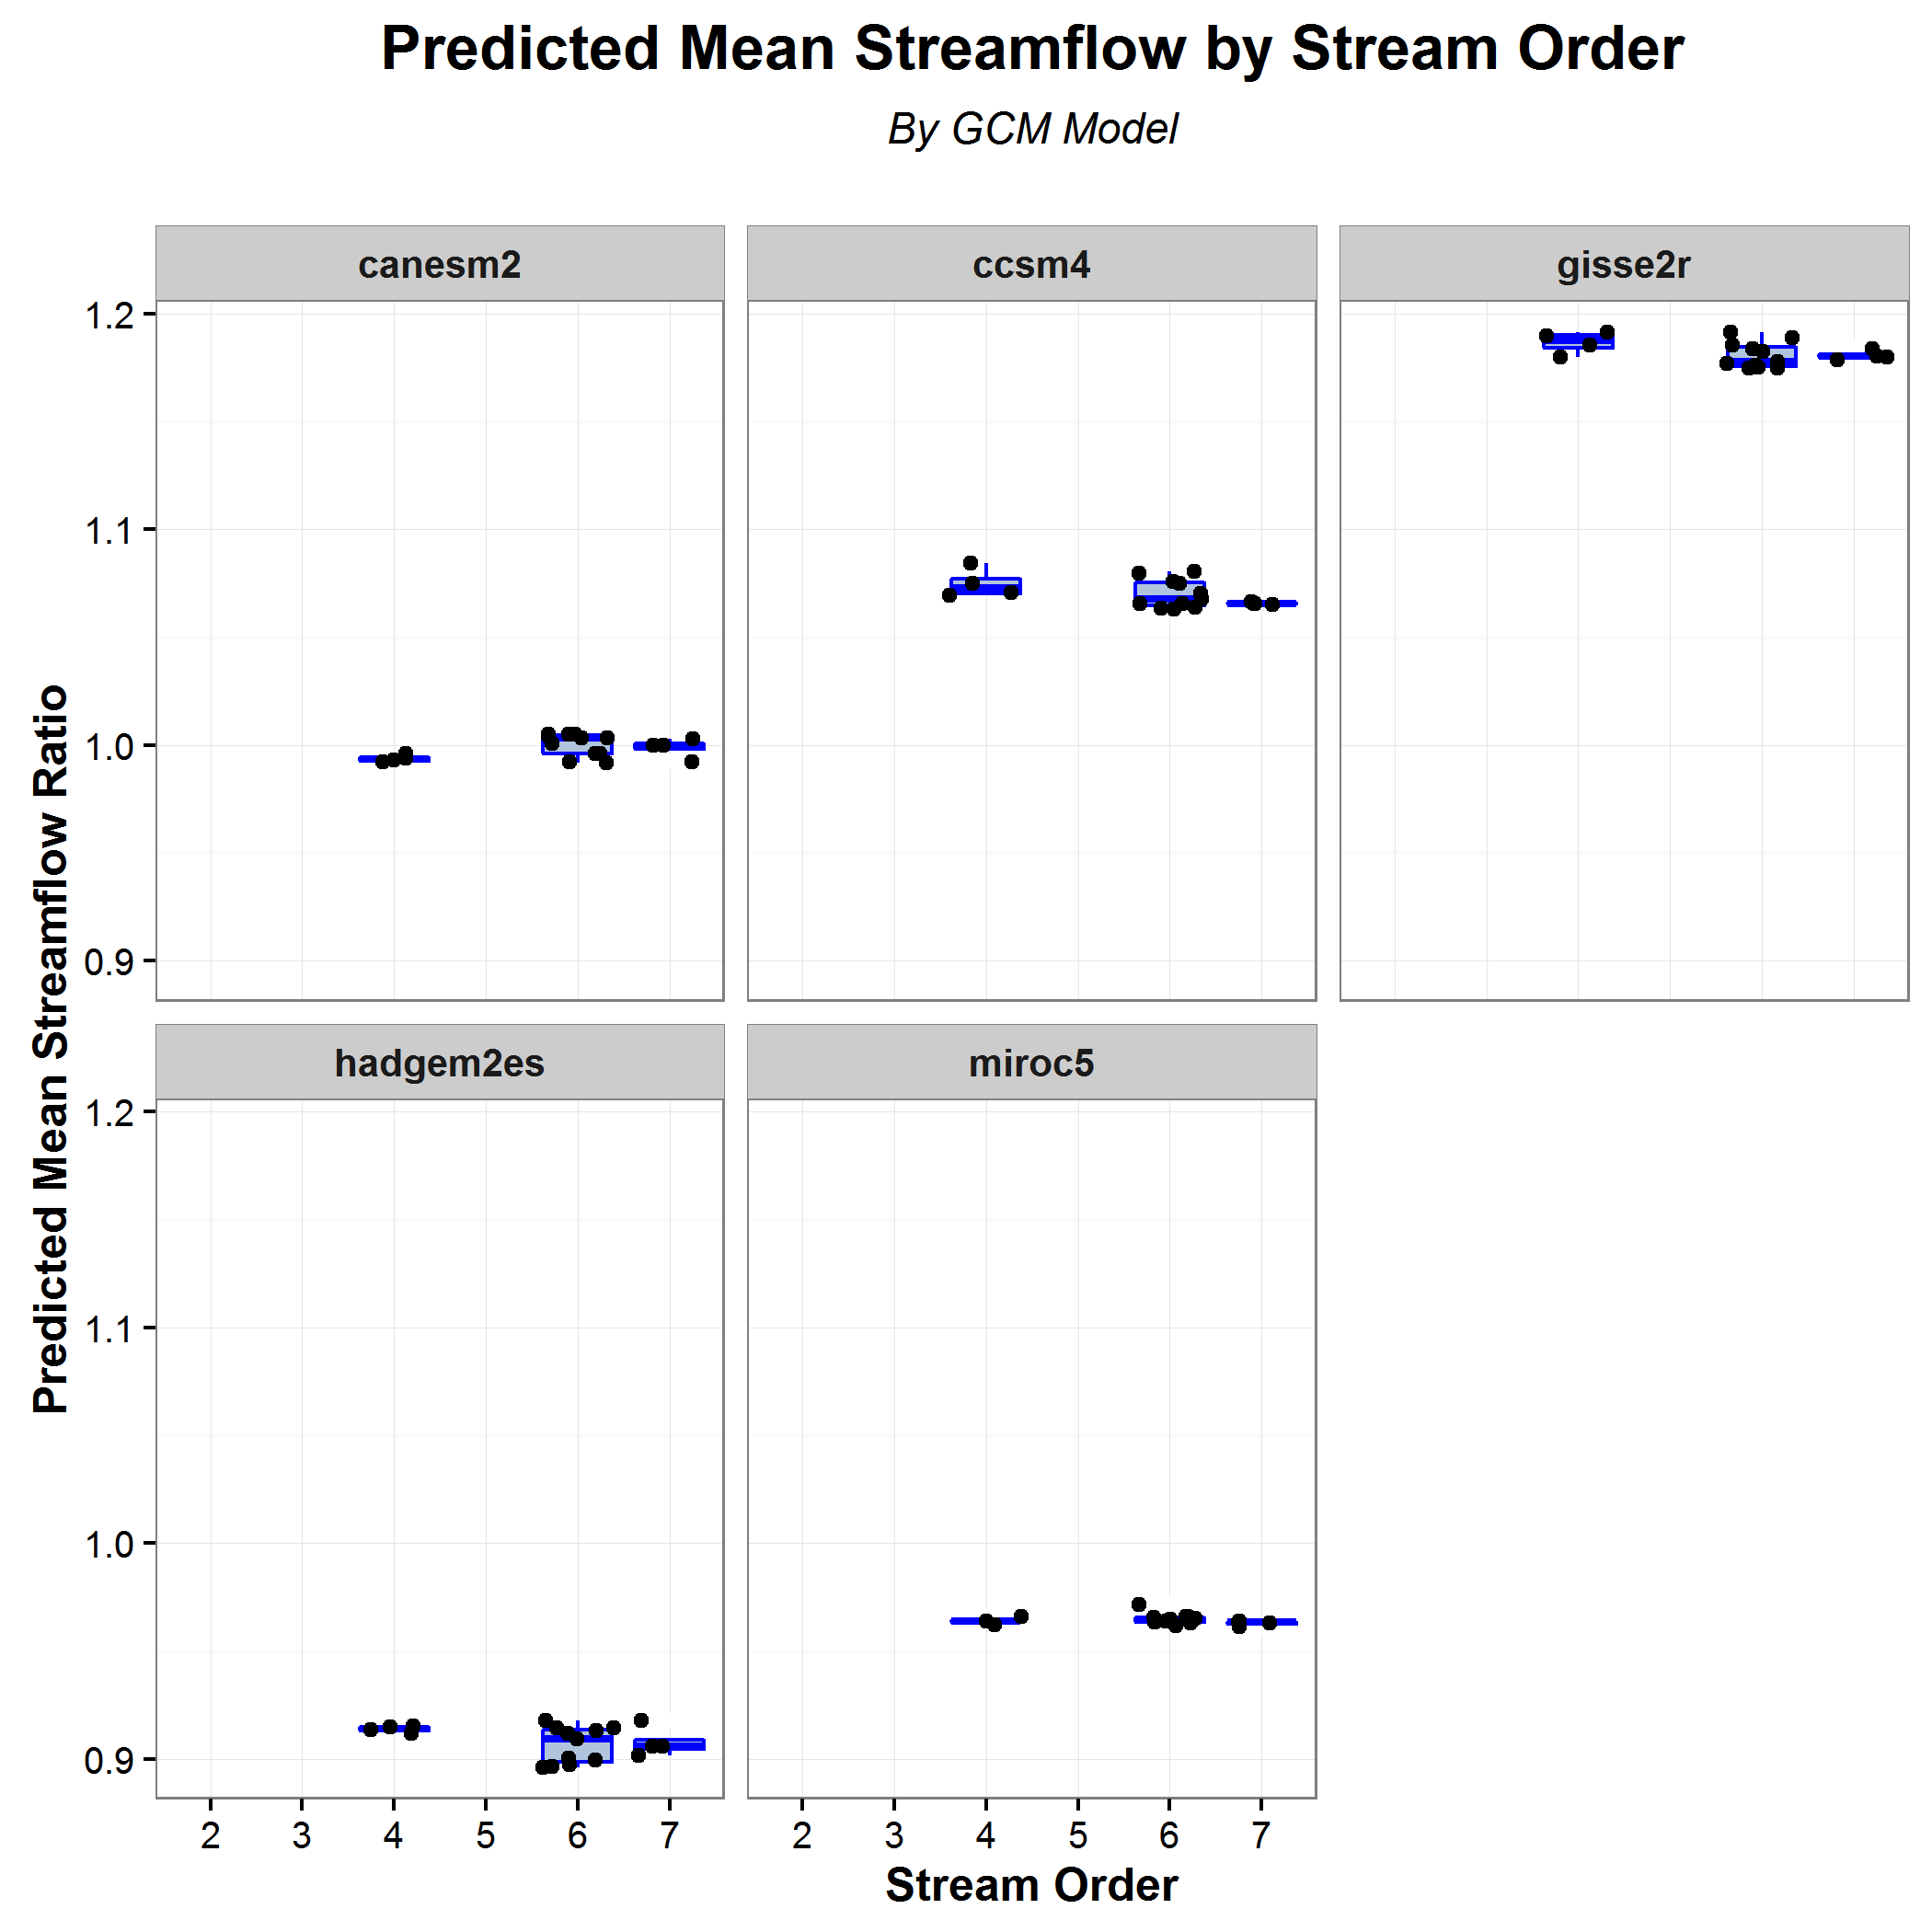 Predicted Mean Streamflow by Stream Order
By GCM Model
canesm2
ccsm4
gisse2r
1.2
1.1
1.0
0.9
Predicted Mean Streamflow Ratio
hadgem2es
miroc5
1.2
1.1
1.0
0.9
2 3 4 5 6 7
2 3 4 5 6 7
Stream Order